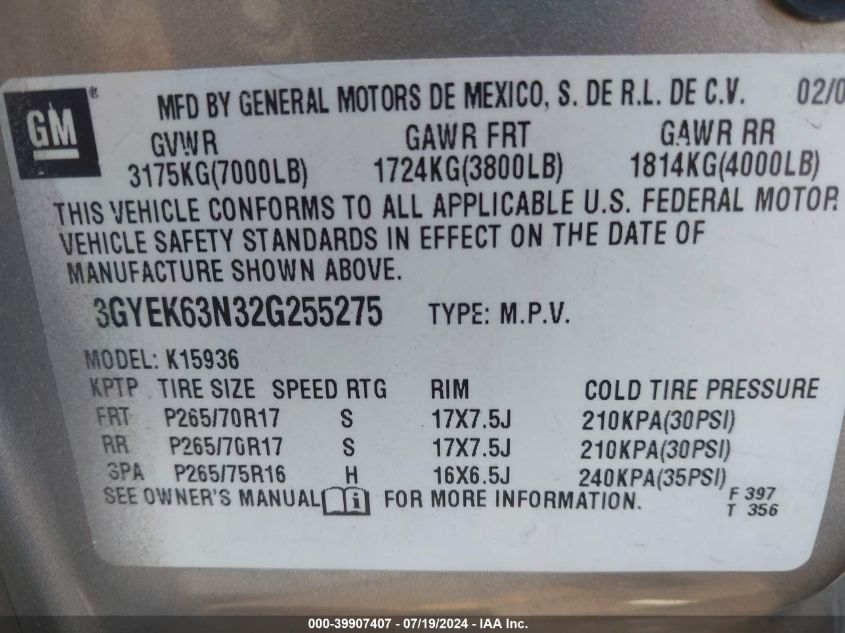 GM®
MFD BY GENERAL MOTORS DE MEXICO, S. DE R.L. DE C.V. 02/0
GVWR GAWR FRT GAWR RR
3175KG(7000LB) 1724KG(3800LB) 1814KG(4000LB)
THIS VEHICLE CONFORMS TO ALL APPLICABLE U.S. FEDERAL MOTOR
VEHICLE SAFETY STANDARDS IN EFFECT ON THE DATE OF
MANUFACTURE SHOWN ABOVE.
3GYEK63N32G255275 TYPE: M.P.V.
MODEL: K15936
KPTP TIRE SIZE SPEED RTG RIM COLD TIRE PRESSURE
FRT P265/70R17 S 17X7.5J 210KPA(30PSI)
RR P265/70R17 S 17X7.5J 210KPA(30PSI)
SPA P265/75R16 H 16X6.5J 240KPA(35PSI)
SEE OWNER'S MANUAL FOR MORE INFORMATION. F 397
T 356
000-39907407 / 07/19/2024 - IAA Inc.